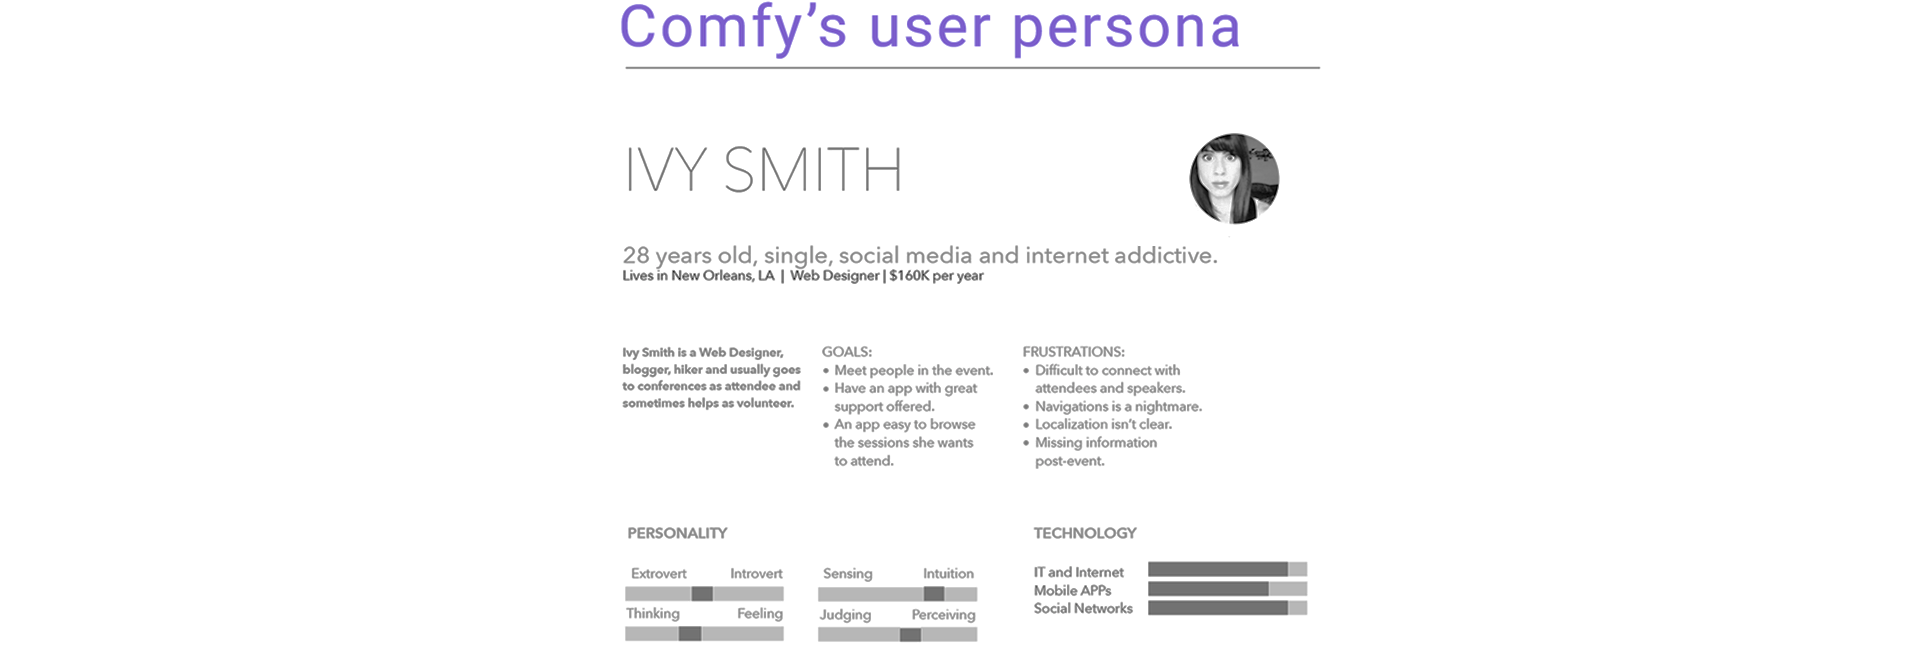 Comfy’s user persona
IVY SMITH
28 years old, single, social media and internet addictive.
Lives in New Orleans, LA | Web Designer | $160K per year
Ivy Smith is a Web Designer,
blogger, hiker and usually goes
to conferences as attendee and
sometimes helps as volunteer.
GOALS:
• Meet people in the event.
• Have an app with great
support offered.
• An app easy to browse
the sessions she wants
to attend.
FRUSTRATIONS:
• Difficult to connect with
attendees and speakers.
• Navigations is a nightmare.
• Localization isn’t clear.
• Missing information
post-event.
PERSONALITY
Extrovert Introvert
Thinking Feeling
Sensing Intuition
Judging Perceiving
TECHNOLOGY
IT and Internet
Mobile APPs
Social Networks